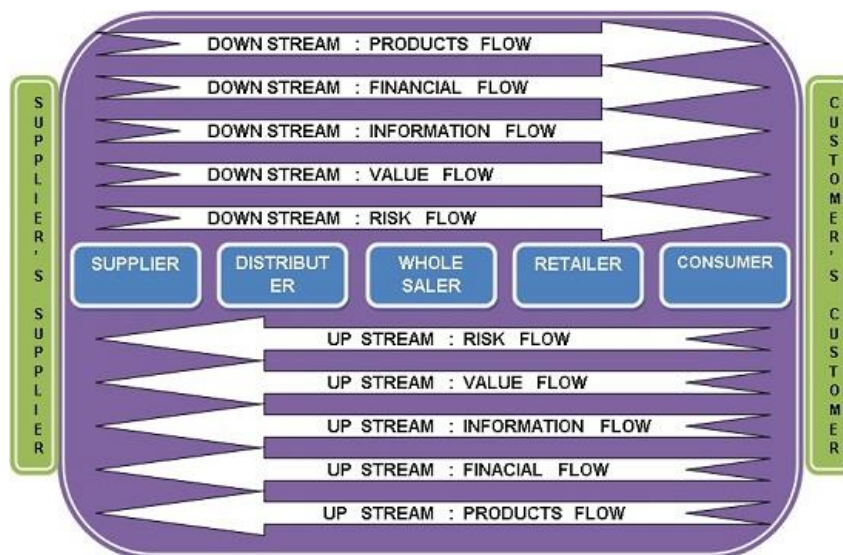 DOWN STREAM : PRODUCTS FLOW
DOWN STREAM : FINANCIAL FLOW
DOWN STREAM : INFORMATION FLOW
DOWN STREAM : VALUE FLOW
DOWN STREAM : RISK FLOW
SUPPLIER'S SUPPLIER
SUPPLIER
DISTRIBUT
ER
WHOLE
SALER
RETAILER
CONSUMER
CUSTOMER'S CUSTOMER
UP STREAM : RISK FLOW
UP STREAM : VALUE FLOW
UP STREAM : INFORMATION FLOW
UP STREAM : FINACIAL FLOW
UP STREAM : PRODUCTS FLOW